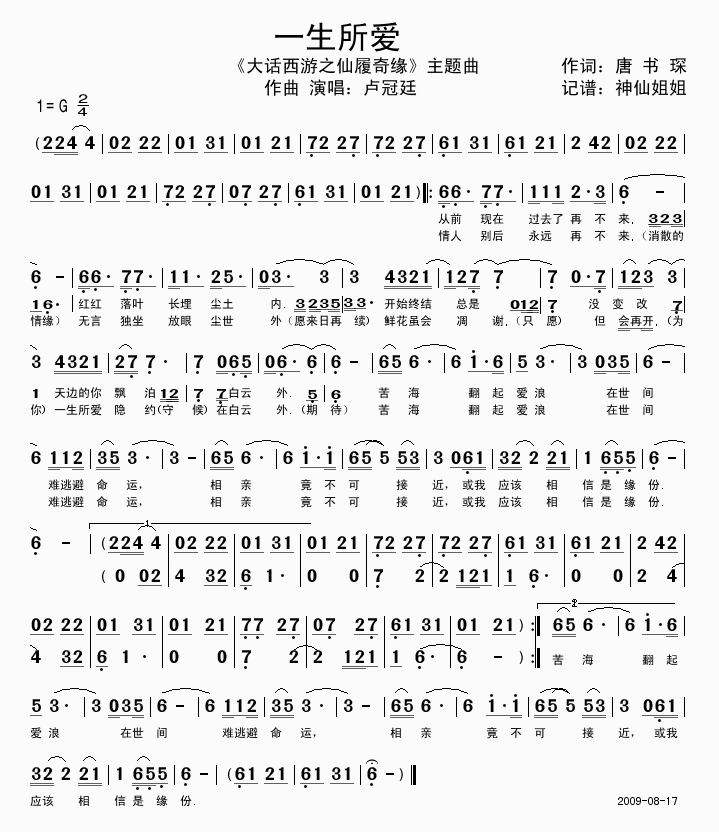 一生所爱
《大话西游之仙履奇缘》主题曲 作词：唐 书 琛
作曲 演唱：卢冠廷 记谱：神仙姐姐
1=G 2/4
(224 4 | 02 22 | 01 31 | 01 21 | 72 27 | 72 27 | 61 31 | 61 21 | 2 42 | 02 22 |
01 31 | 01 21 | 72 27 | 07 27 | 61 31 | 01 21 ) |: 66· 77· | 111 2·3 | 6 - |
从前 现在 过去了 再 不 来, 323
情人 别后 永远 再 不 来,（消散的
6 - | 66· 77· | 11· 25· | 03· 3 | 3 4321 | 127 7 | 7 0·7 | 123 3 |
16· 红红 落叶 长埋 尘土 内. 3235 33· 开始终结 总是 012 7 没 变 改 7
情缘）无言 独坐 放眼 尘世 外（愿来日再 续）鲜花虽会 凋 谢,（只 愿） 但 会再开,（为
3 4321 | 27 7· | 7 065 | 06· 6 | 6 - | 65 6· | 6 1·6 | 5 3· | 3 035 | 6 - |
1 天边的你 飘 泊 12 7 7 白云 外. 5 6 苦 海 翻 起 爱 浪 在世 间
你) 一生所爱 隐 约(守 候) 在白云 外.（期 待） 苦 海 翻 起 爱 浪 在世 间
6 112 | 35 3· | 3 - | 65 6· | 6 1·1 | 65 5 53 | 3 061 | 32 2 21 | 1 655 | 6 - |
难逃避 命 运, 相 亲 竟 不 可 接 近, 或我 应该 相 信 是 缘 份.
难逃避 命 运, 相 亲 竟 不 可 接 近, 或我 应该 相 信 是 缘 份.
1
6 - | (224 4 | 02 22 | 01 31 | 01 21 | 72 27 | 72 27 | 61 31 | 61 21 | 2 42 |
( 0 02 | 4 32 | 6 1· | 0 0 | 7 2 | 2 121 | 1 6· | 0 0 | 2 4 |
2
02 22 | 01 31 | 01 21 | 77 27 | 07 27 | 61 31 | 01 21 ) :| 65 6· | 6 1·6 |
4 32 | 6 1· | 0 0 | 7 2 | 2 121 | 1 6· | 6 - ) :| 苦 海 翻 起
5 3· | 3 035 | 6 - | 6 112 | 35 3· | 3 - | 65 6· | 6 1·1 | 65 5 53 | 3 061 |
爱 浪 在世 间 难逃避 命 运, 相 亲 竟 不 可 接 近, 或我
32 2 21 | 1 655 | 6 - | (61 21 | 61 31 | 6 - ) |
应该 相 信 是 缘 份. 2009-08-17